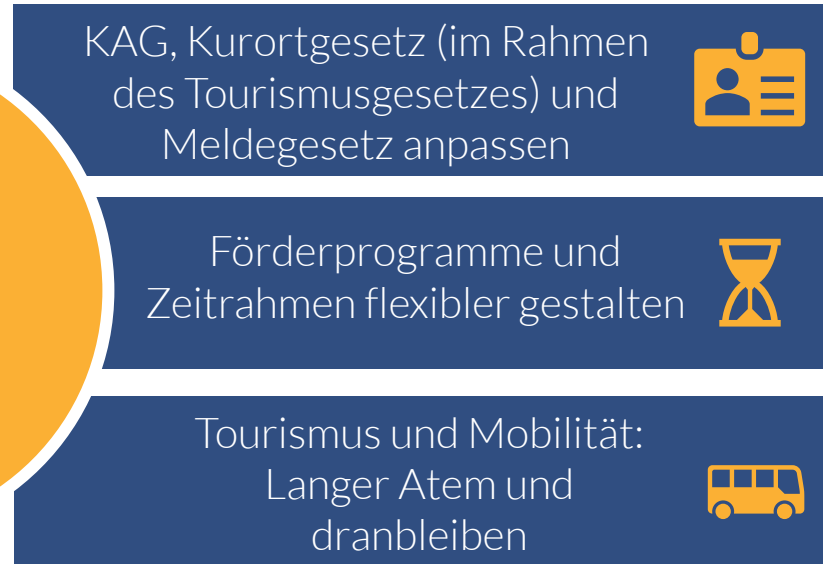 KAG, Kurortgesetz (im Rahmen
des Tourismusgesetzes) und
Meldegesetz anpassen
Förderprogramme und
Zeitrahmen flexibler gestalten
Tourismus und Mobilität:
Langer Atem und
dranbleiben